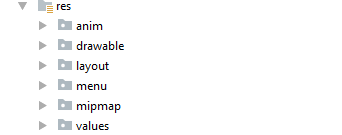 res
anim
drawable
layout
menu
mipmap
values